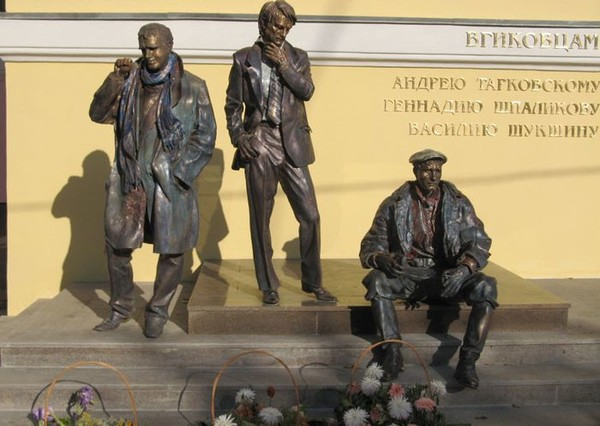 ВГИКОВЦАМ
АНДРЕЮ ТАРКОВСКОМУ
ГЕННАДИЮ ШПАЛИКОВУ
ВАСИЛИЮ ШУКШИНУ